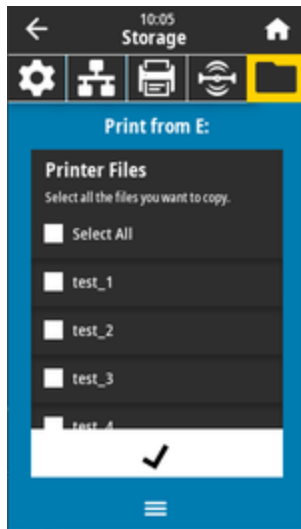 10:05
Storage
Print from E:
Printer Files
Select all the files you want to copy.
Select All
test_1
test_2
test_3
test_4